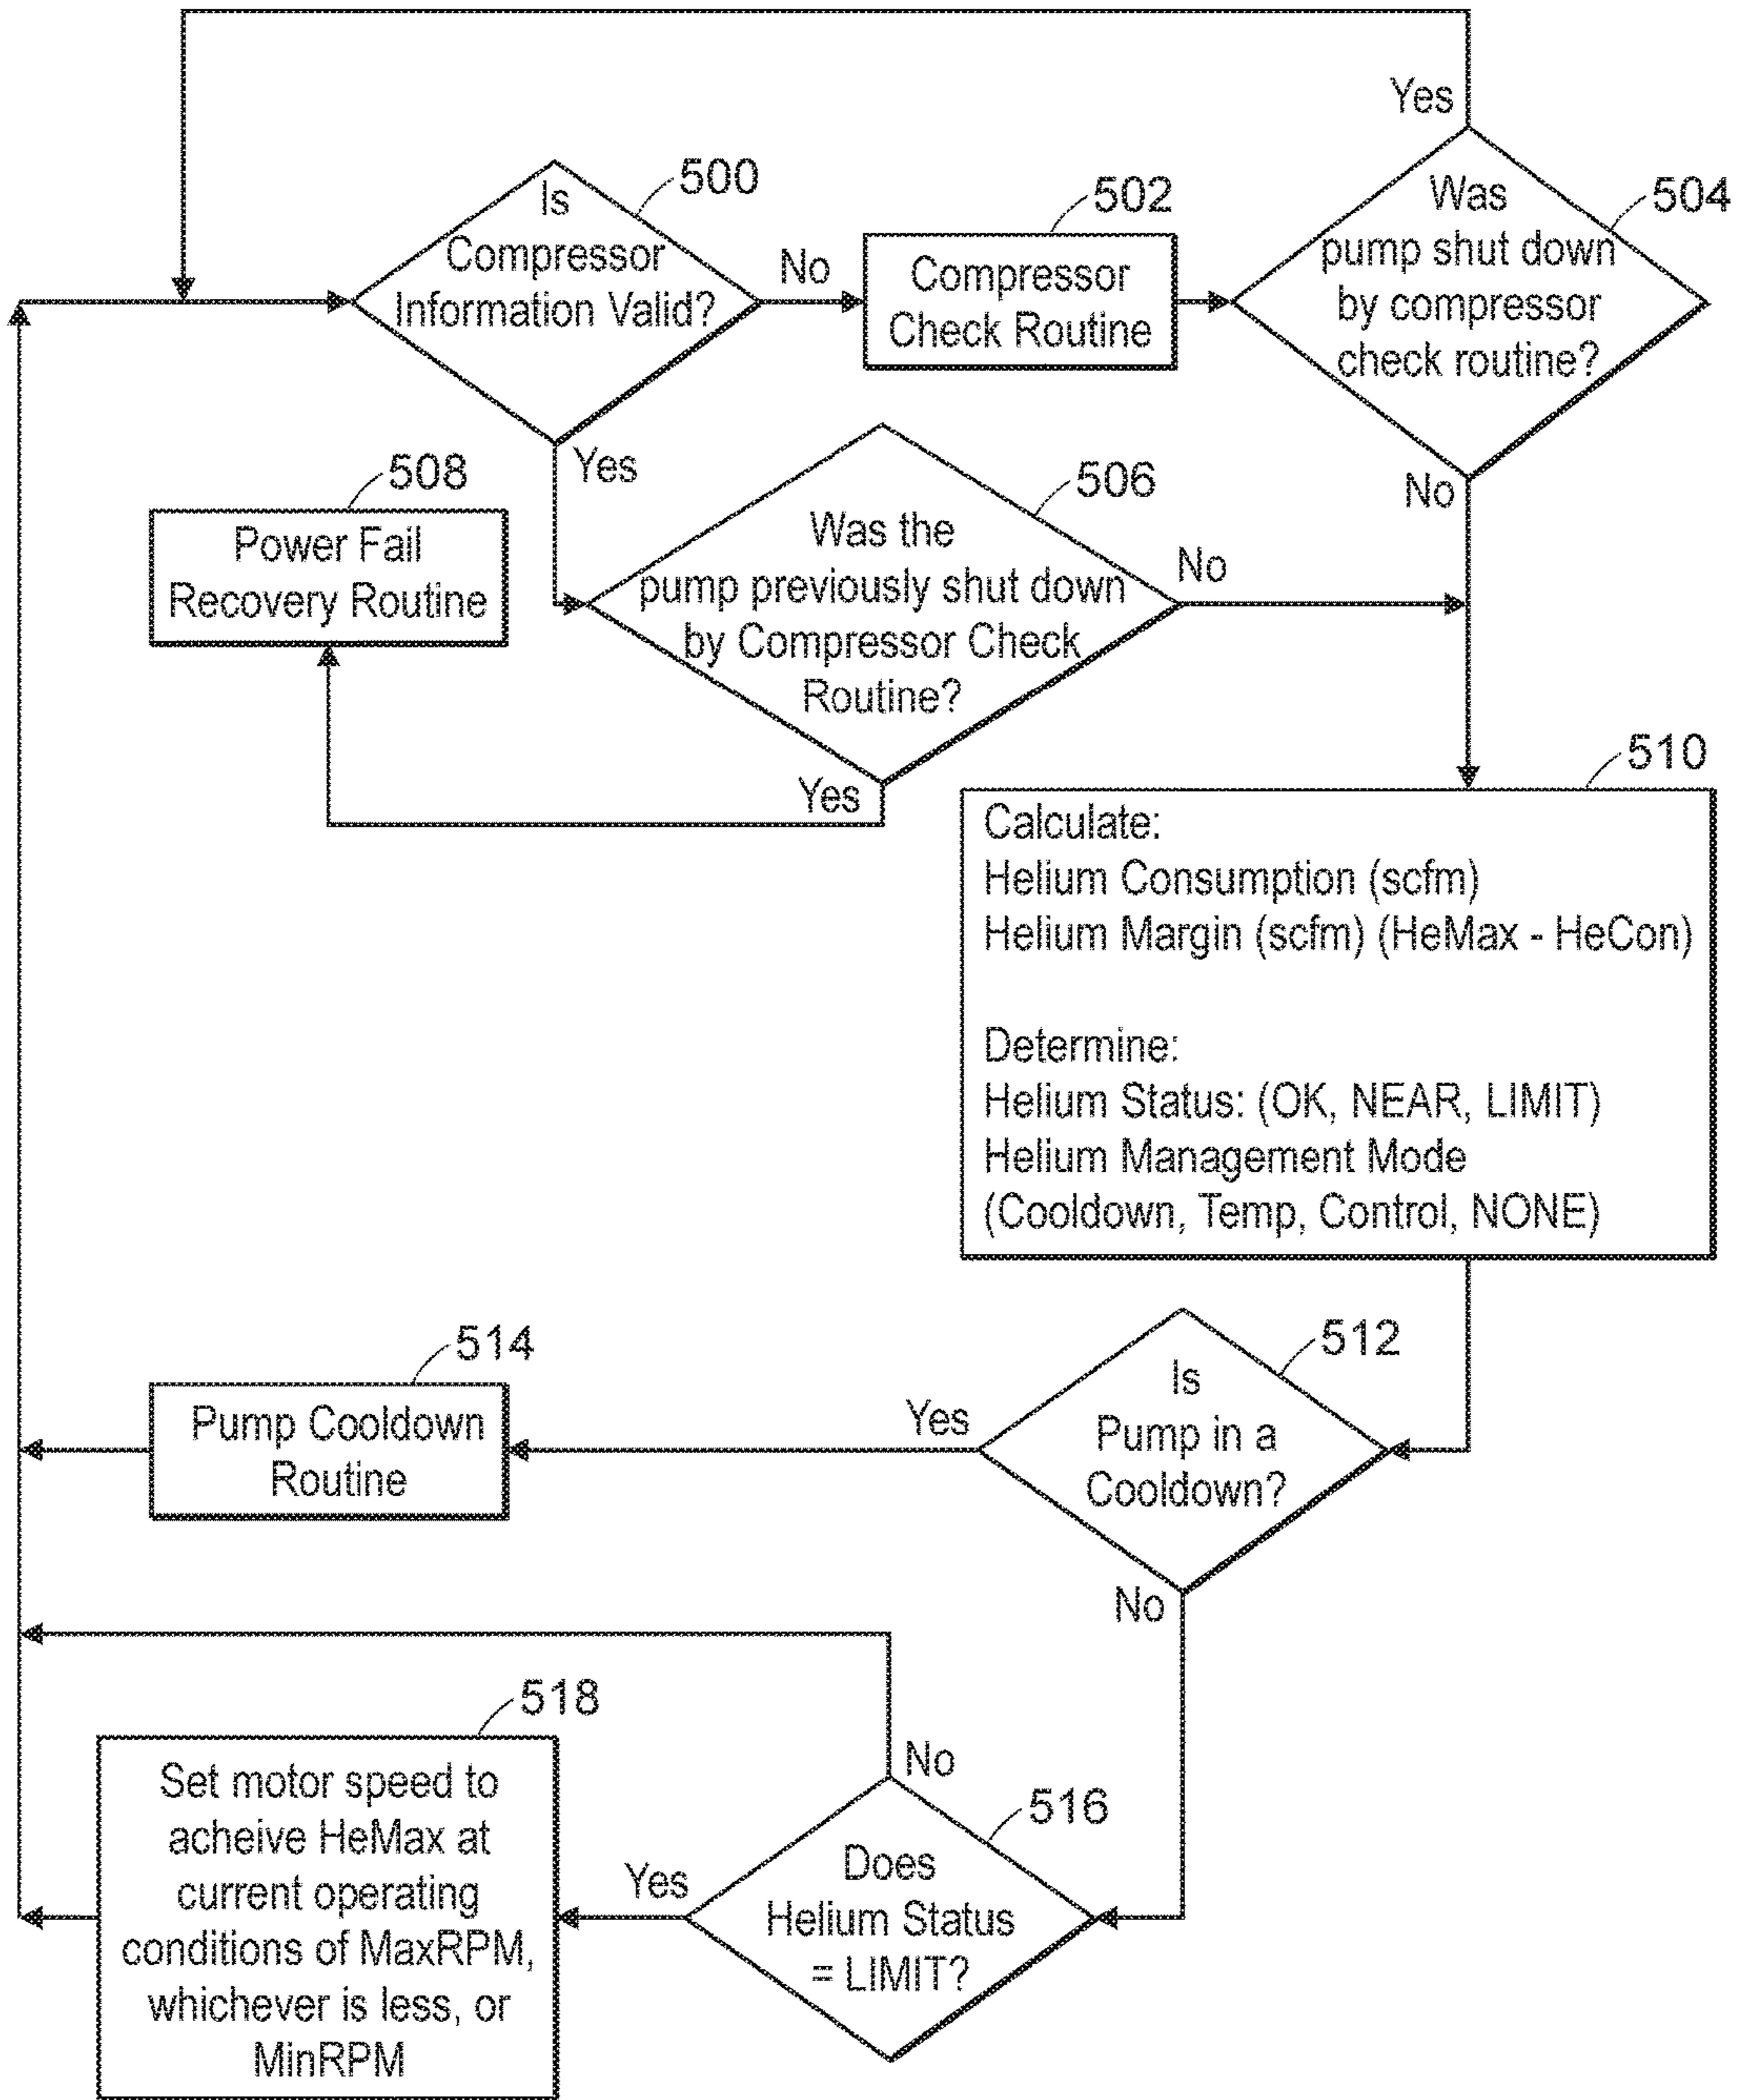 Yes
500
Is
Compressor
Information Valid?
No
502
Compressor
Check Routine
504
Was
pump shut down
by compressor
check routine?
Yes
No
508
Power Fail
Recovery Routine
506
Was the
pump previously shut down
by Compressor Check
Routine?
No
Yes
510
Calculate:
Helium Consumption (scfm)
Helium Margin (scfm) (HeMax - HeCon)
Determine:
Helium Status: (OK, NEAR, LIMIT)
Helium Management Mode
(Cooldown, Temp, Control, NONE)
514
Pump Cooldown
Routine
Yes
512
Is
Pump in a
Cooldown?
No
518
Set motor speed to
acheive HeMax at
current operating
conditions of MaxRPM,
whichever is less, or
MinRPM
No
Yes
516
Does
Helium Status
= LIMIT?